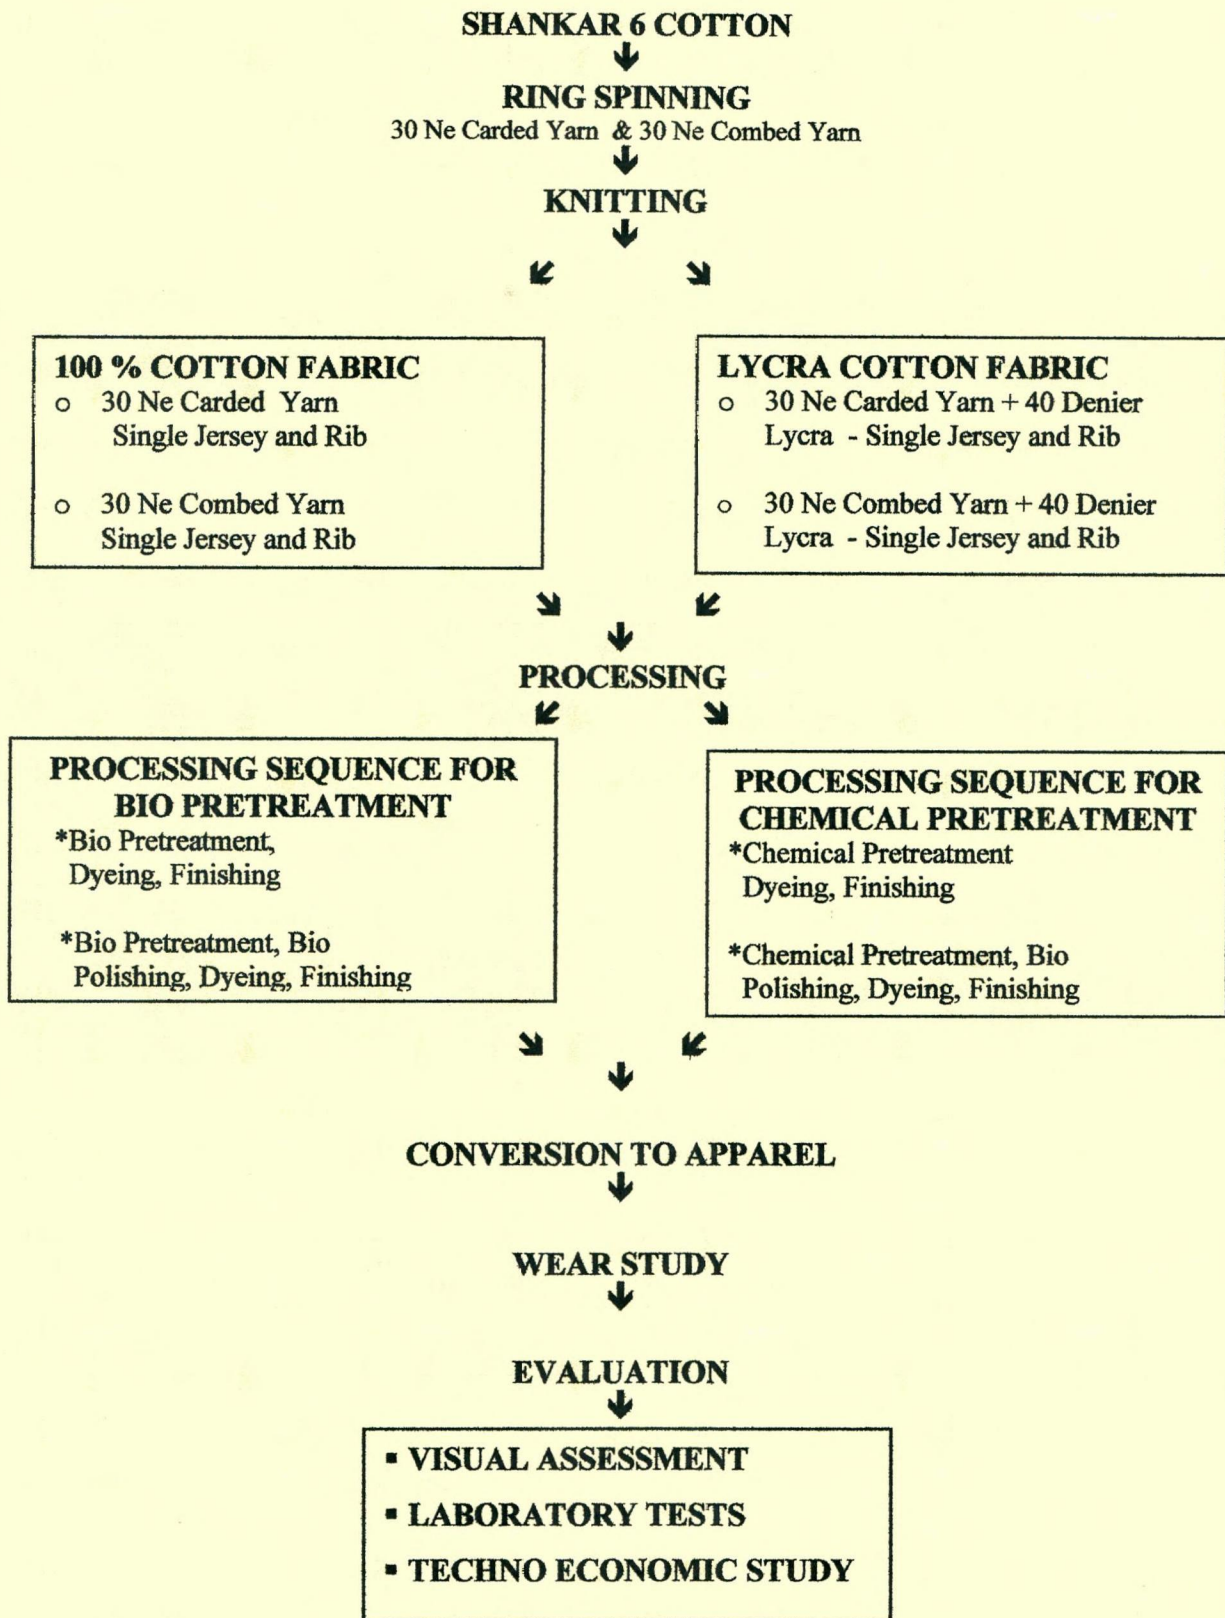 SHANKAR 6 COTTON
RING SPINNING
30 Ne Carded Yarn & 30 Ne Combed Yarn
KNITTING
100 % COTTON FABRIC
o 30 Ne Carded Yarn
Single Jersey and Rib
o 30 Ne Combed Yarn
Single Jersey and Rib
LYCRA COTTON FABRIC
o 30 Ne Carded Yarn + 40 Denier
Lycra - Single Jersey and Rib
o 30 Ne Combed Yarn + 40 Denier
Lycra - Single Jersey and Rib
PROCESSING
PROCESSING SEQUENCE FOR
BIO PRETREATMENT
*Bio Pretreatment,
Dyeing, Finishing
*Bio Pretreatment, Bio
Polishing, Dyeing, Finishing
PROCESSING SEQUENCE FOR
CHEMICAL PRETREATMENT
*Chemical Pretreatment
Dyeing, Finishing
*Chemical Pretreatment, Bio
Polishing, Dyeing, Finishing
CONVERSION TO APPAREL
WEAR STUDY
EVALUATION
▪ VISUAL ASSESSMENT
▪ LABORATORY TESTS
▪ TECHNO ECONOMIC STUDY